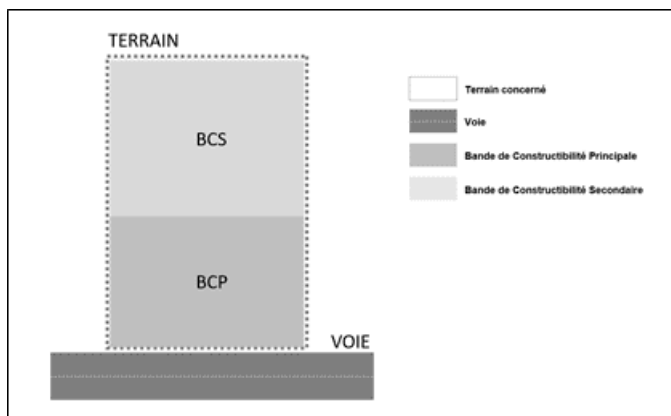 TERRAIN
BCS
BCP
VOIE
Terrain concerné
Voie
Bande de Constructibilité Principale
Bande de Constructibilité Secondaire